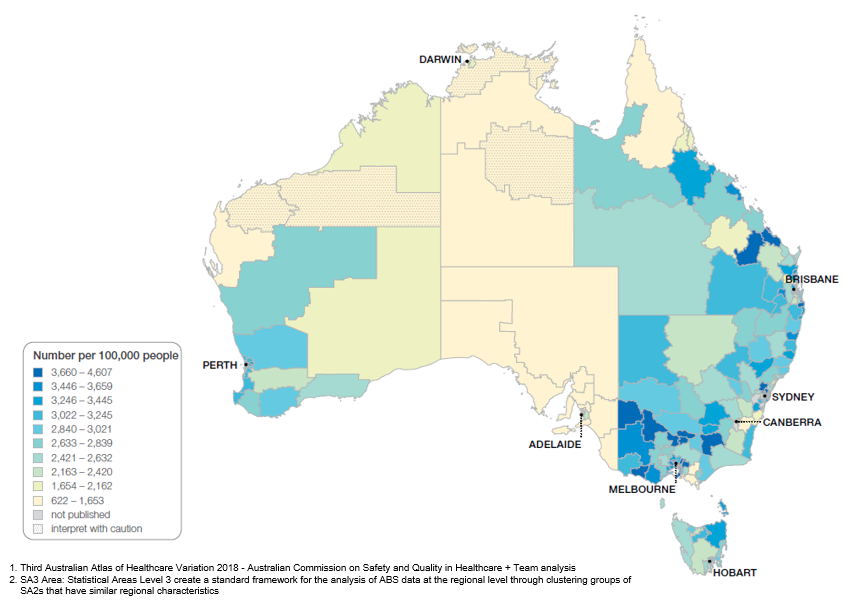 DARWIN
BRISBANE
Number per 100,000 people
3,660 – 4,607
3,446 – 3,659
3,246 – 3,445
3,022 – 3,245
2,840 – 3,021
2,633 – 2,839
2,421 – 2,632
2,163 – 2,420
1,654 – 2,162
622 – 1,653
not published
interpret with caution
PERTH
SYDNEY
CANBERRA
ADELAIDE
MELBOURNE
HOBART
1. Third Australian Atlas of Healthcare Variation 2018 - Australian Commission on Safety and Quality in Healthcare + Team analysis
2. SA3 Area: Statistical Areas Level 3 create a standard framework for the analysis of ABS data at the regional level through clustering groups of
SA2s that have similar regional characteristics